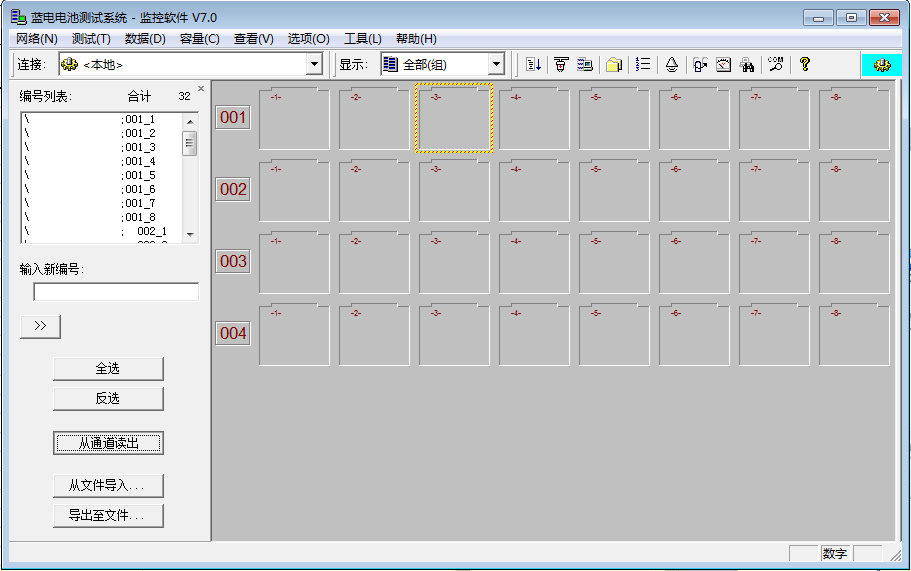 蓝电电池测试系统 - 监控软件 V7.0
网络(N) 测试(T) 数据(D) 容量(C) 查看(V) 选项(O) 工具(L) 帮助(H)
连接: <本地> 显示: 全部(组) COM
编号列表: 合计 32
\ ;001_1
\ ;001_2
\ ;001_3
\ ;001_4
\ ;001_5
\ ;001_6
\ ;001_7
\ ;001_8
\ ; 002_1
输入新编号:
>>
全选
反选
从通道读出
从文件导入...
导出至文件...
001 -1- -2- -3- -4- -5- -6- -7- -8-
002 -1- -2- -3- -4- -5- -6- -7- -8-
003 -1- -2- -3- -4- -5- -6- -7- -8-
004 -1- -2- -3- -4- -5- -6- -7- -8-
数字